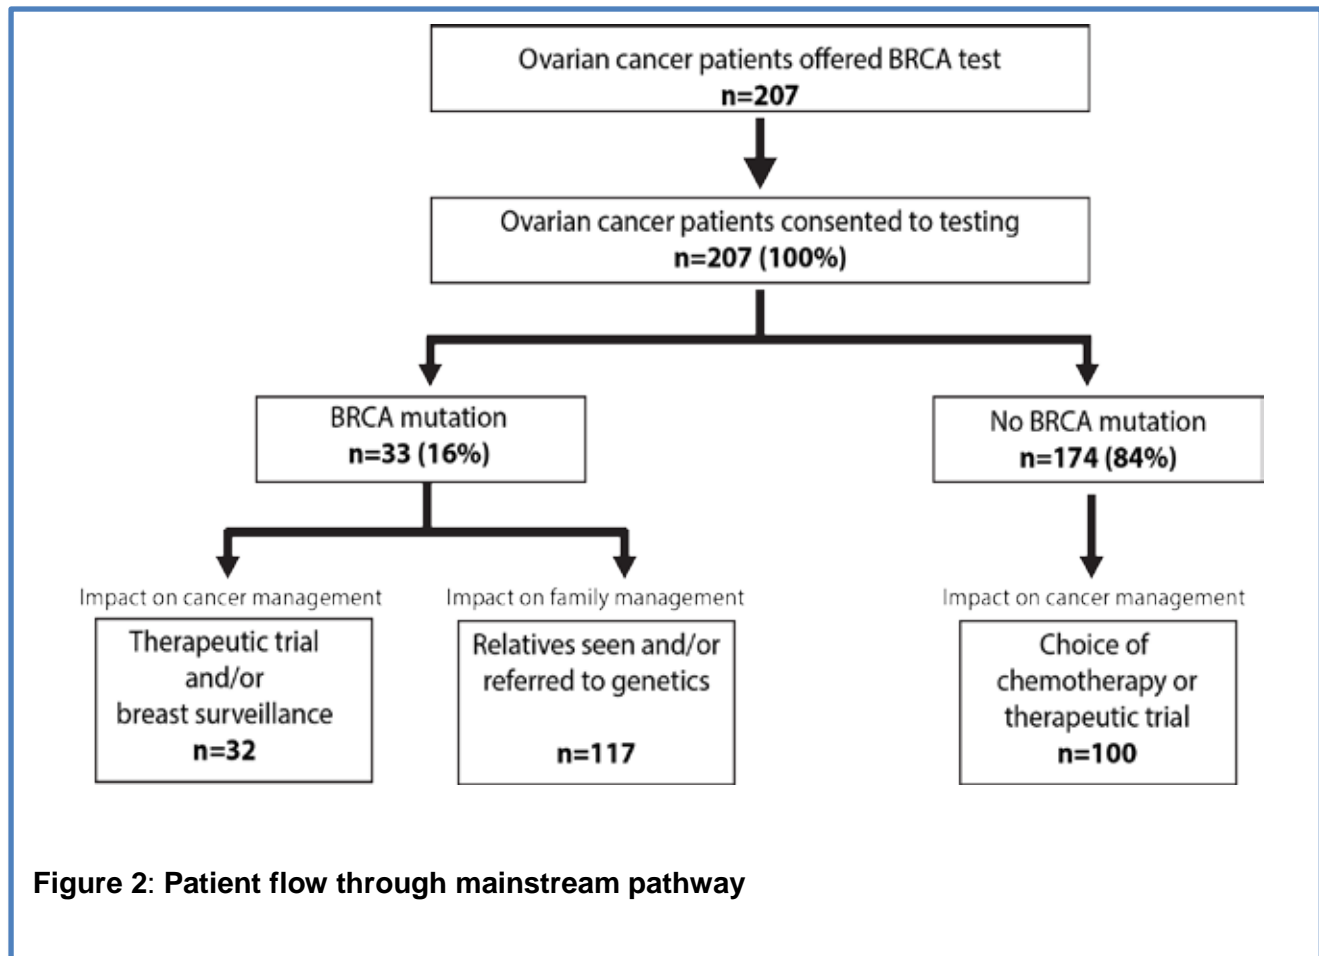 Ovarian cancer patients offered BRCA test
n=207
Ovarian cancer patients consented to testing
n=207 (100%)
BRCA mutation
n=33 (16%)
No BRCA mutation
n=174 (84%)
Impact on cancer management
Therapeutic trial
and/or
breast surveillance
n=32
Impact on family management
Relatives seen and/or
referred to genetics
n=117
Impact on cancer management
Choice of
chemotherapy or
therapeutic trial
n=100
Figure 2: Patient flow through mainstream pathway